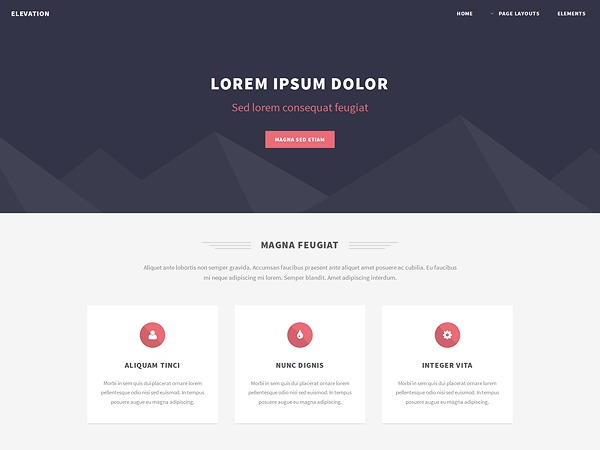 ELEVATION
HOME PAGE LAYOUTS ELEMENTS
LOREM IPSUM DOLOR
Sed lorem consequat feugiat
MAGNA SED ETIAM
MAGNA FEUGIAT
Aliquet ante lobortis non semper gravida. Accumsan faucibus praesent ante aliquet amet posuere ac cubilia. Eu faucibus
mi neque adipiscing mi lorem. Semper blandit. Amet adipiscing interdum.
ALIQUAM TINCI
Morbi in sem quis dui placerat ornare lorem
pellentesque odio nisi sed euismod. In tempus
posuere augue eu magna adipiscing.
NUNC DIGNIS
Morbi in sem quis dui placerat ornare lorem
pellentesque odio nisi sed euismod. In tempus
posuere augue eu magna adipiscing.
INTEGER VITA
Morbi in sem quis dui placerat ornare lorem
pellentesque odio nisi sed euismod. In tempus
posuere augue eu magna adipiscing.